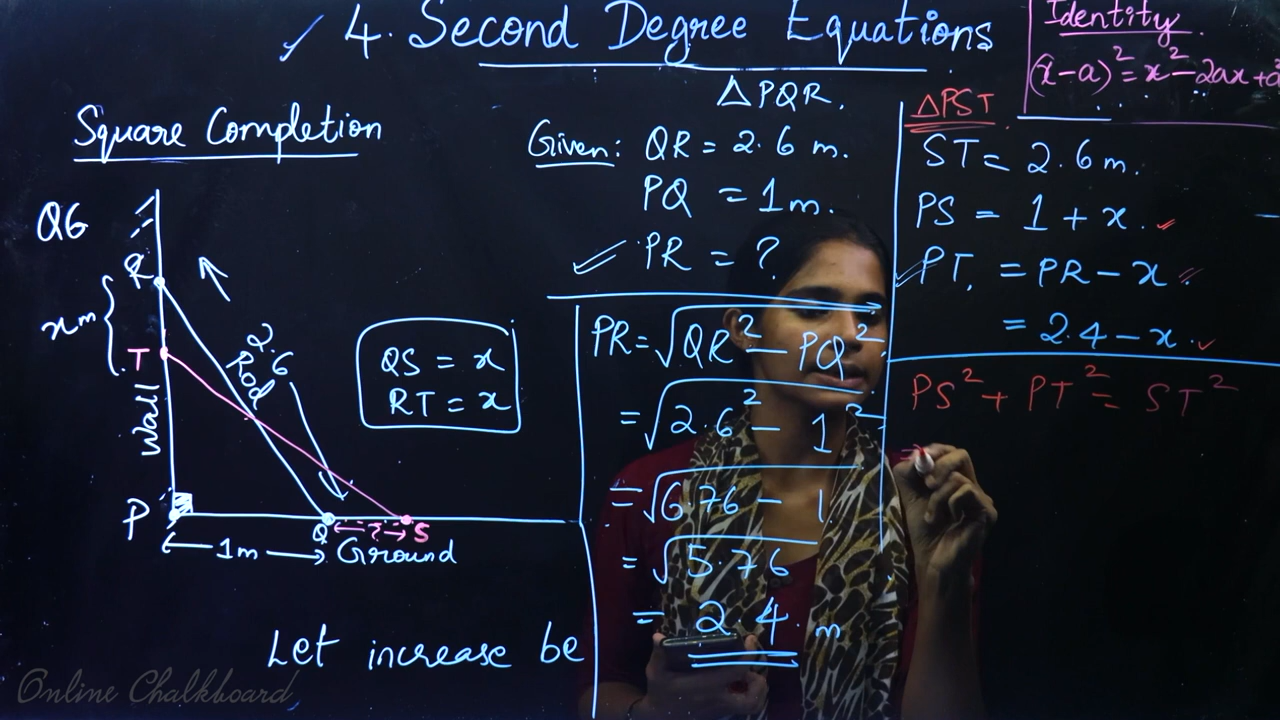 ✓ 4. Second Degree Equations
Identity
(x-a)² = x² - 2ax + a²
Square Completion
Q6
R
x m
T
Wall
2.6
Rod
P
1m
Q
?
S
Ground
QS = x
RT = x
Let increase be
ΔPQR.
Given: QR = 2.6 m.
PQ = 1m.
✓ PR = ?
PR = √QR² - PQ²
= √2.6² - 1²
= √6.76 - 1
= √5.76
= 2.4 m
ΔPST
ST = 2.6 m.
PS = 1 + x. ✓
✓ PT. = PR - x ✓
= 2.4 - x. ✓
PS² + PT² = ST²
Online Chalkboard